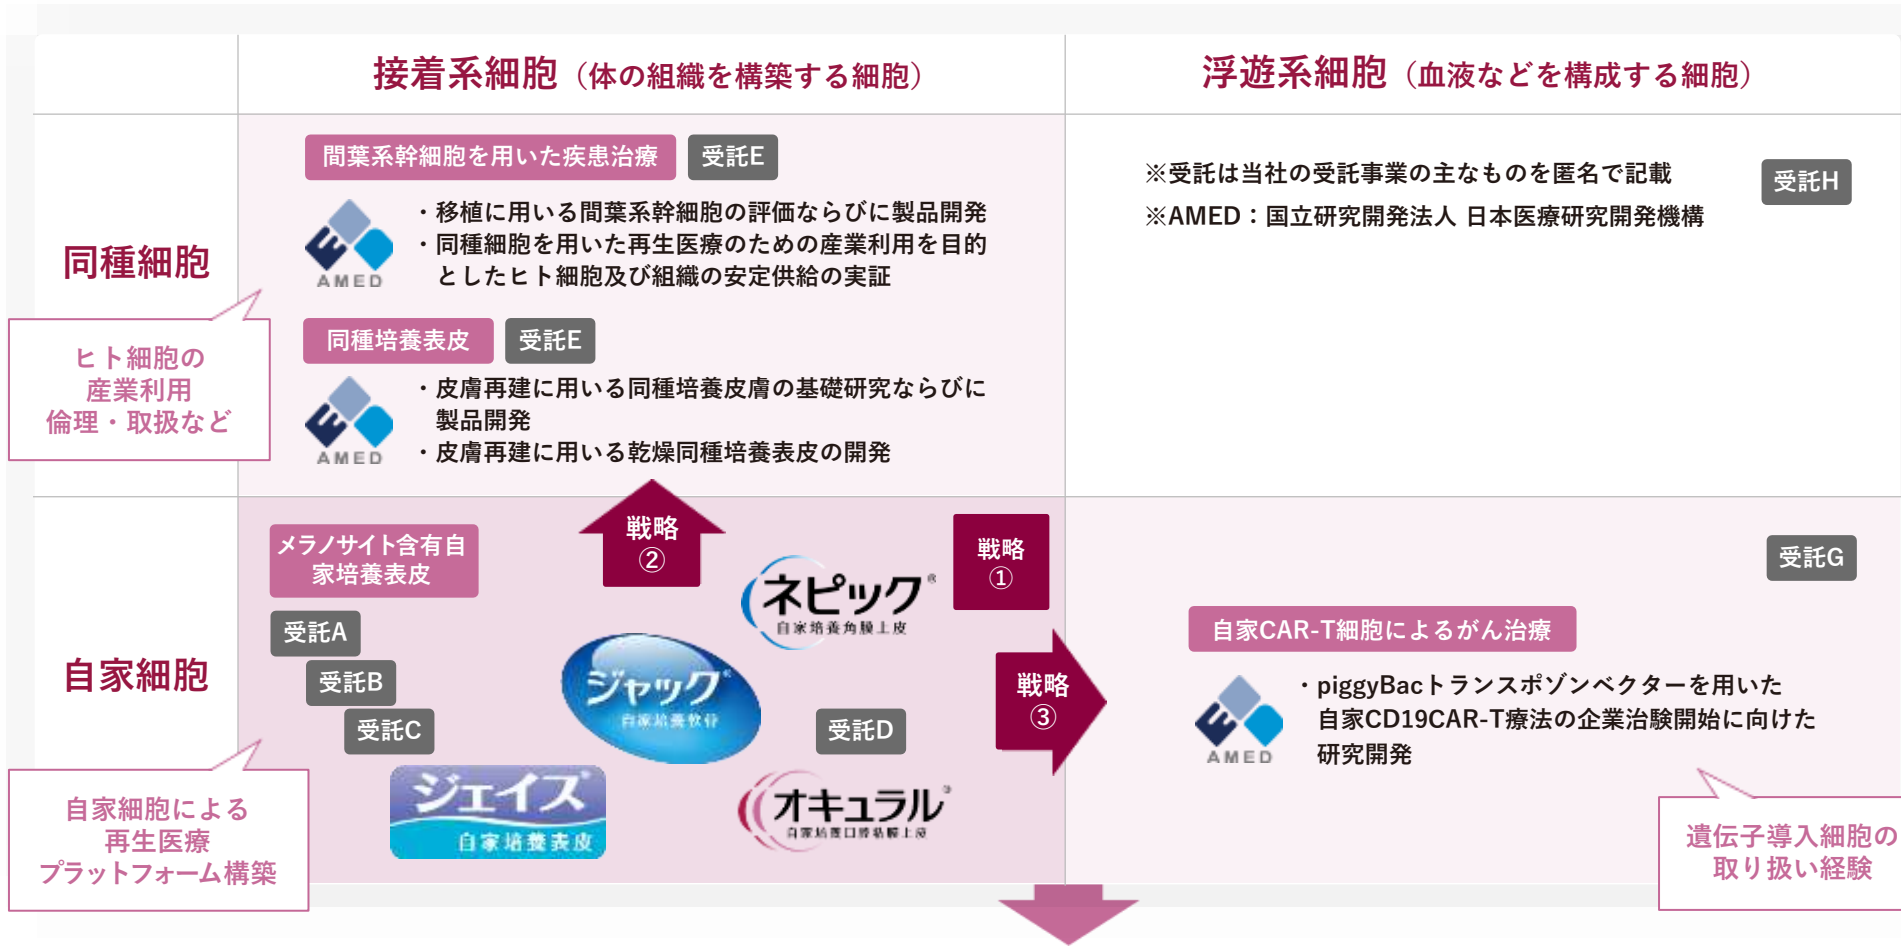 接着系細胞（体の組織を構築する細胞）
浮遊系細胞（血液などを構成する細胞）
同種細胞
間葉系幹細胞を用いた疾患治療
受託E
AMED
・移植に用いる間葉系幹細胞の評価ならびに製品開発
・同種細胞を用いた再生医療のための産業利用を目的
としたヒト細胞及び組織の安定供給の実証
同種培養表皮
受託E
AMED
・皮膚再建に用いる同種培養皮膚の基礎研究ならびに
製品開発
・皮膚再建に用いる乾燥同種培養表皮の開発
※受託は当社の受託事業の主なものを匿名で記載
※AMED：国立研究開発法人 日本医療研究開発機構
受託H
ヒト細胞の
産業利用
倫理・取扱など
自家細胞
メラノサイト含有自
家培養表皮
受託A
受託B
受託C
戦略
②
戦略
①
戦略
③
ネピック®
自家培養角膜上皮
ジャック®
自家培養軟骨
受託D
ジェイス®
自家培養表皮
オキュラル®
自家培養口腔粘膜上皮
受託G
自家CAR-T細胞によるがん治療
AMED
・piggyBacトランスポゾンベクターを用いた
自家CD19CAR-T療法の企業治験開始に向けた
研究開発
自家細胞による
再生医療
プラットフォーム構築
遺伝子導入細胞の
取り扱い経験